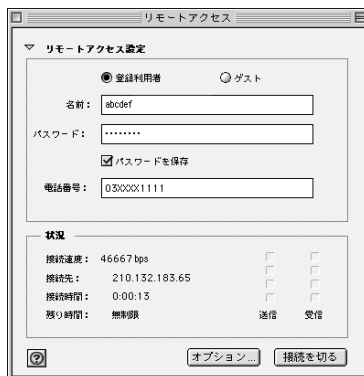 リモートアクセス
リモートアクセス設定
登録利用者 ゲスト
名前： abcdef
パスワード： ••••••••
パスワードを保存
電話番号： 03XXXX1111
状況
接続速度： 46667 bps
接続先： 210.132.183.65
接続時間： 0:00:13
残り時間： 無制限 送信 受信
? オプション... 接続を切る